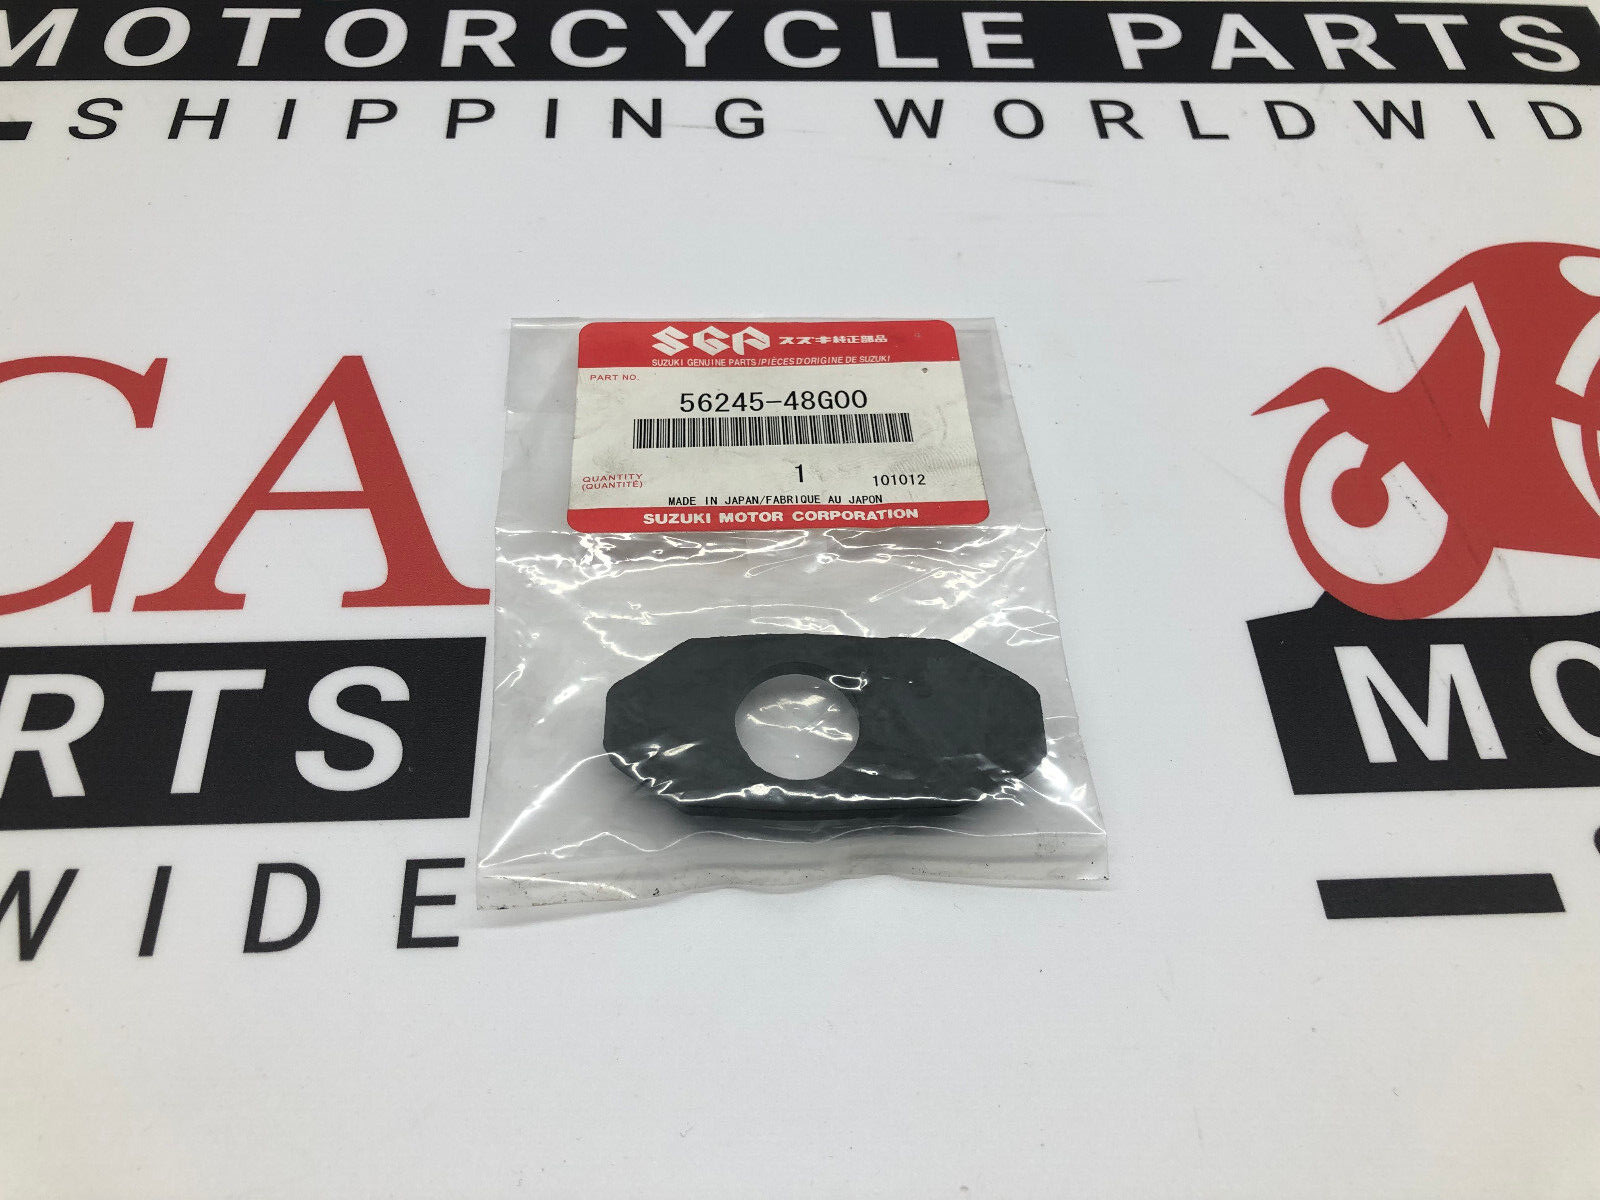 MOTORCYCLE PARTS
SHIPPING WORLDWID
CA
RTS
WIDE
MO
SGP スズキ純正部品
SUZUKI GENUINE PARTS/PIÈCES D'ORIGINE DE SUZUKI
PART NO.
56245-48G00
QUANTITY
(QUANTITÉ)
1
101012
MADE IN JAPAN/FABRIQUE AU JAPON
SUZUKI MOTOR CORPORATION